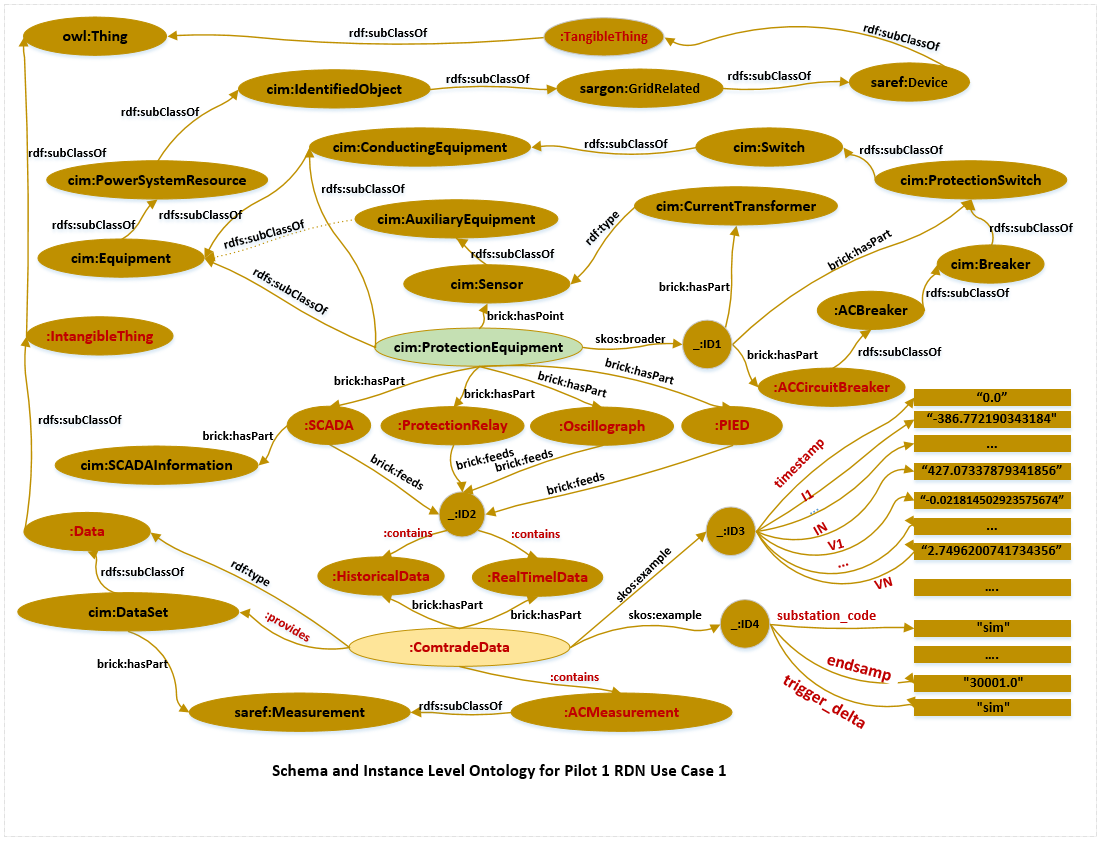 owl:Thing
rdf:subClassOf
:TangibleThing
rdf:subClassOf
cim:IdentifiedObject
rdfs:subClassOf
sargon:GridRelated
rdfs:subClassOf
saref:Device
rdf:subClassOf
rdf:subClassOf
cim:ConductingEquipment
rdfs:subClassOf
cim:Switch
rdfs:subClassOf
cim:PowerSystemResource
rdfs:subClassOf
cim:ProtectionSwitch
rdf:subClassOf
rdfs:subClassOf
cim:AuxiliaryEquipment
cim:CurrentTransformer
rdf:type
rdfs:subClassOf
rdfs:subClassOf
cim:Equipment
rdfs:subClassOf
brick:hasPart
cim:Breaker
rdfs:subClassOf
cim:Sensor
brick:hasPart
rdfs:subClassOf
:ACBreaker
brick:hasPoint
:IntangibleThing
cim:ProtectionEquipment
skos:broader
_:ID1
brick:hasPart
rdfs:subClassOf
brick:hasPart
brick:hasPart
brick:hasPart
brick:hasPart
:ACCircuitBreaker
rdfs:subClassOf
:SCADA
:ProtectionRelay
:Oscillograph
:PIED
“0.0”
“-386.772190343184"
...
“427.07337879341856”
“-0.021814502923575674”
...
“2.7496200741734356”
....
brick:hasPart
cim:SCADAInformation
brick:feeds
brick:feeds
brick:feeds
brick:feeds
timestamp
I1
...
IN
V1
...
VN
_:ID2
_:ID3
:Data
:contains
:contains
rdfs:subClassOf
rdf:type
:HistoricalData
:RealTimelData
skos:example
cim:DataSet
:provides
brick:hasPart
brick:hasPart
skos:example
_:ID4
substation_code
"sim"
....
:ComtradeData
endsamp
"30001.0"
brick:hasPart
:contains
trigger_delta
"sim"
saref:Measurement
rdfs:subClassOf
:ACMeasurement
Schema and Instance Level Ontology for Pilot 1 RDN Use Case 1